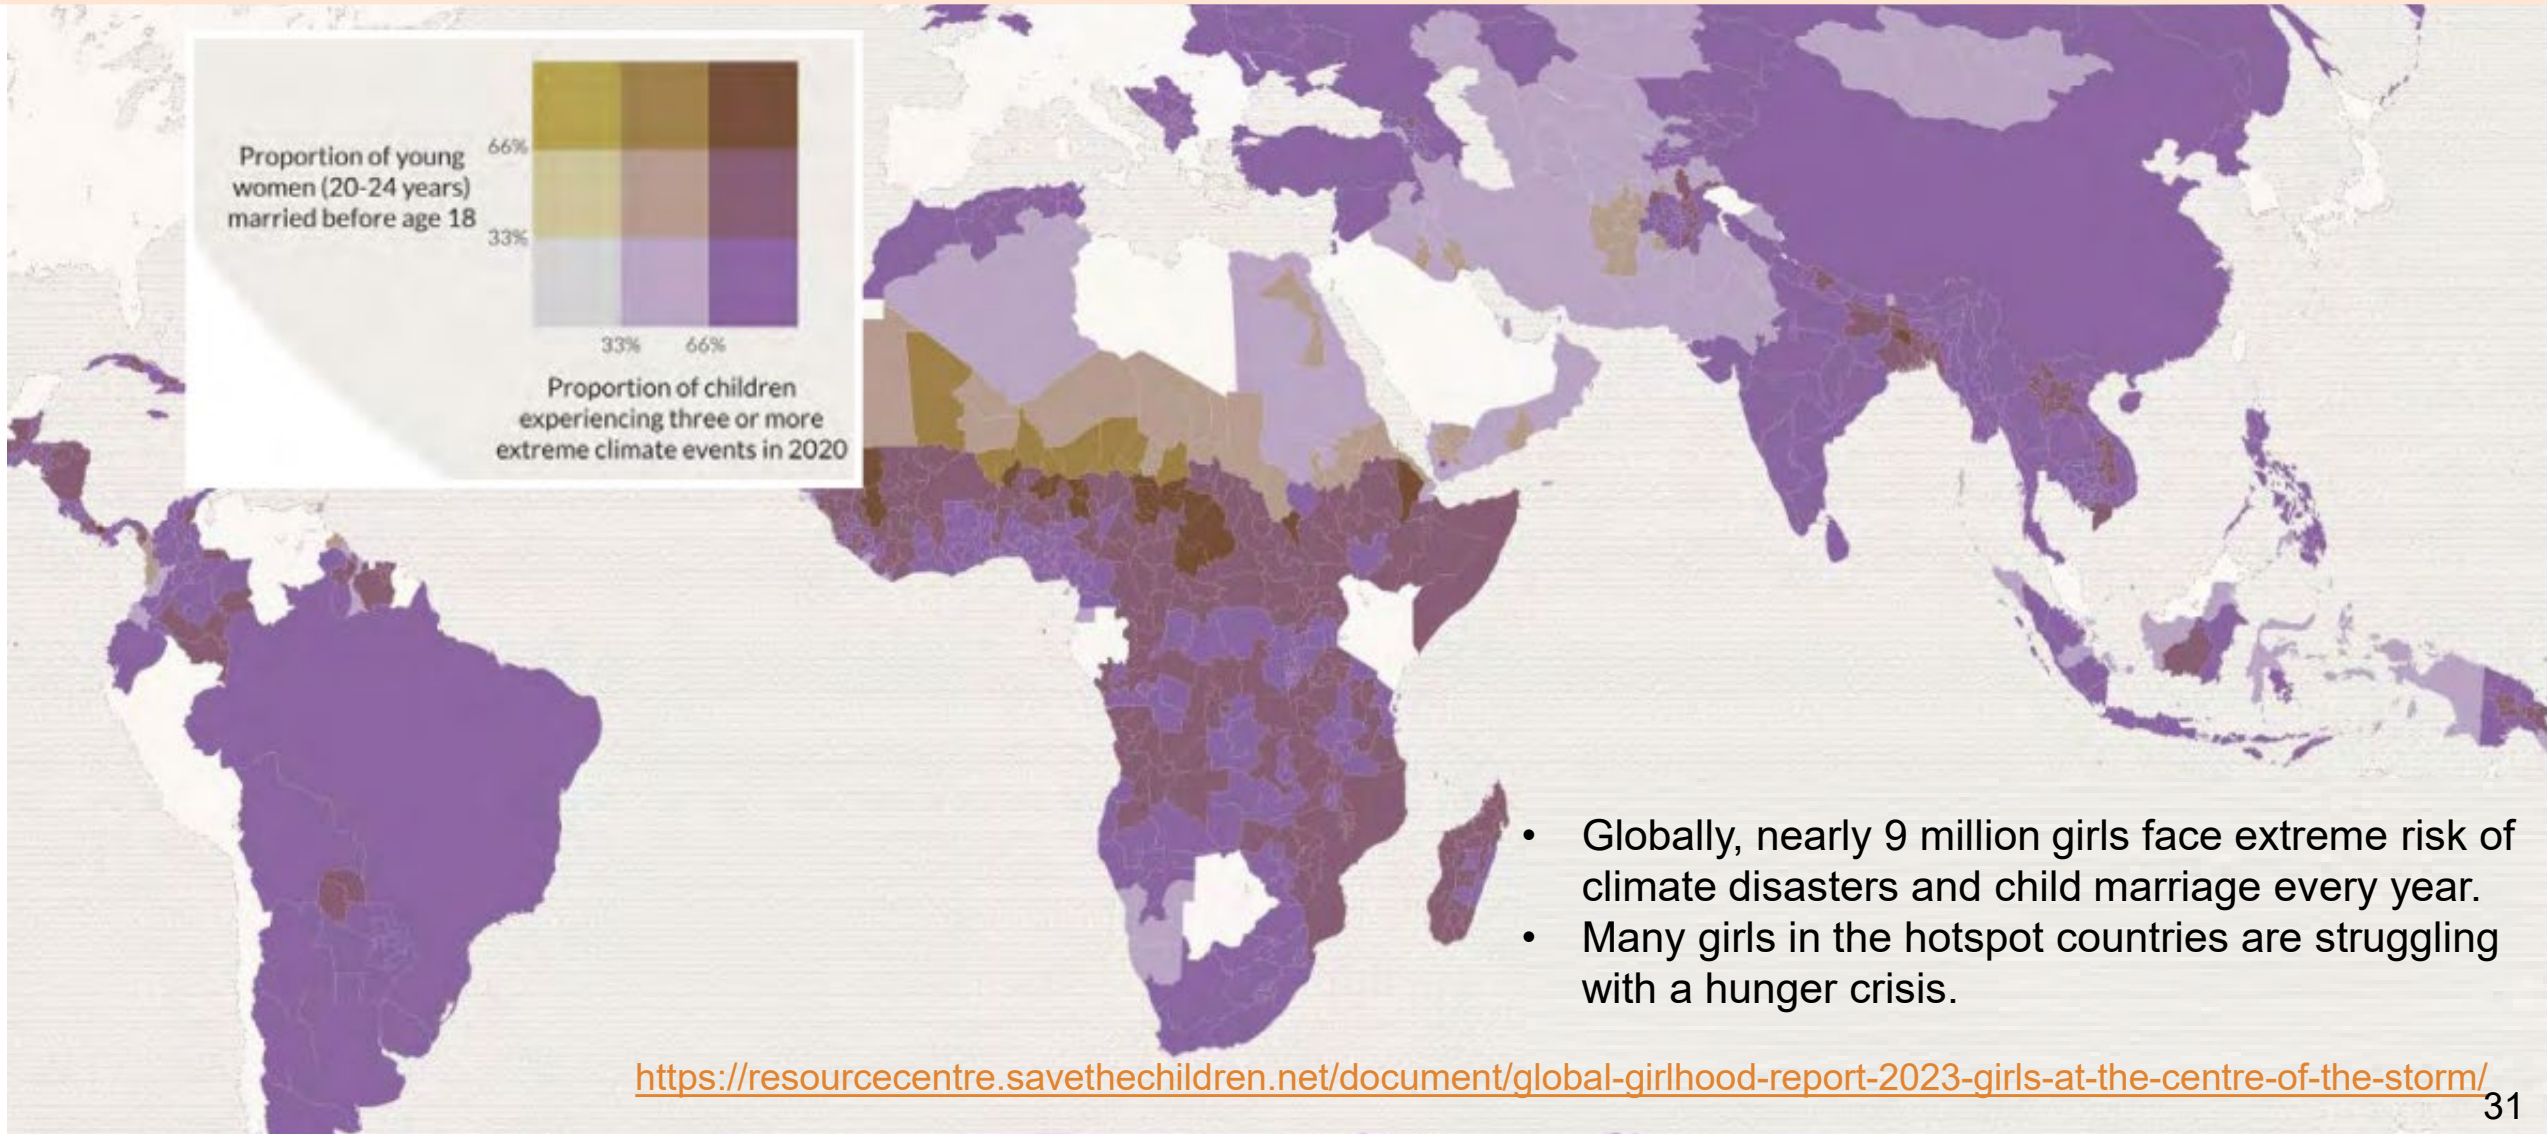 Proportion of young
women (20-24 years)
married before age 18
66%
33%
33%
66%
Proportion of children
experiencing three or more
extreme climate events in 2020
• Globally, nearly 9 million girls face extreme risk of
climate disasters and child marriage every year.
• Many girls in the hotspot countries are struggling
with a hunger crisis.
https://resourcecentre.savethechildren.net/document/global-girlhood-report-2023-girls-at-the-centre-of-the-storm/
31